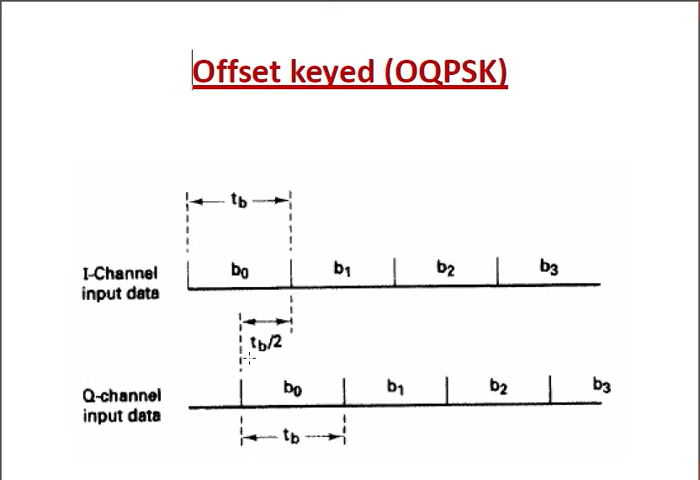 Offset keyed (OQPSK)
tb
I-Channel
input data
b0 b1 b2 b3
tb/2
Q-channel
input data
b0 b1 b2 b3
tb